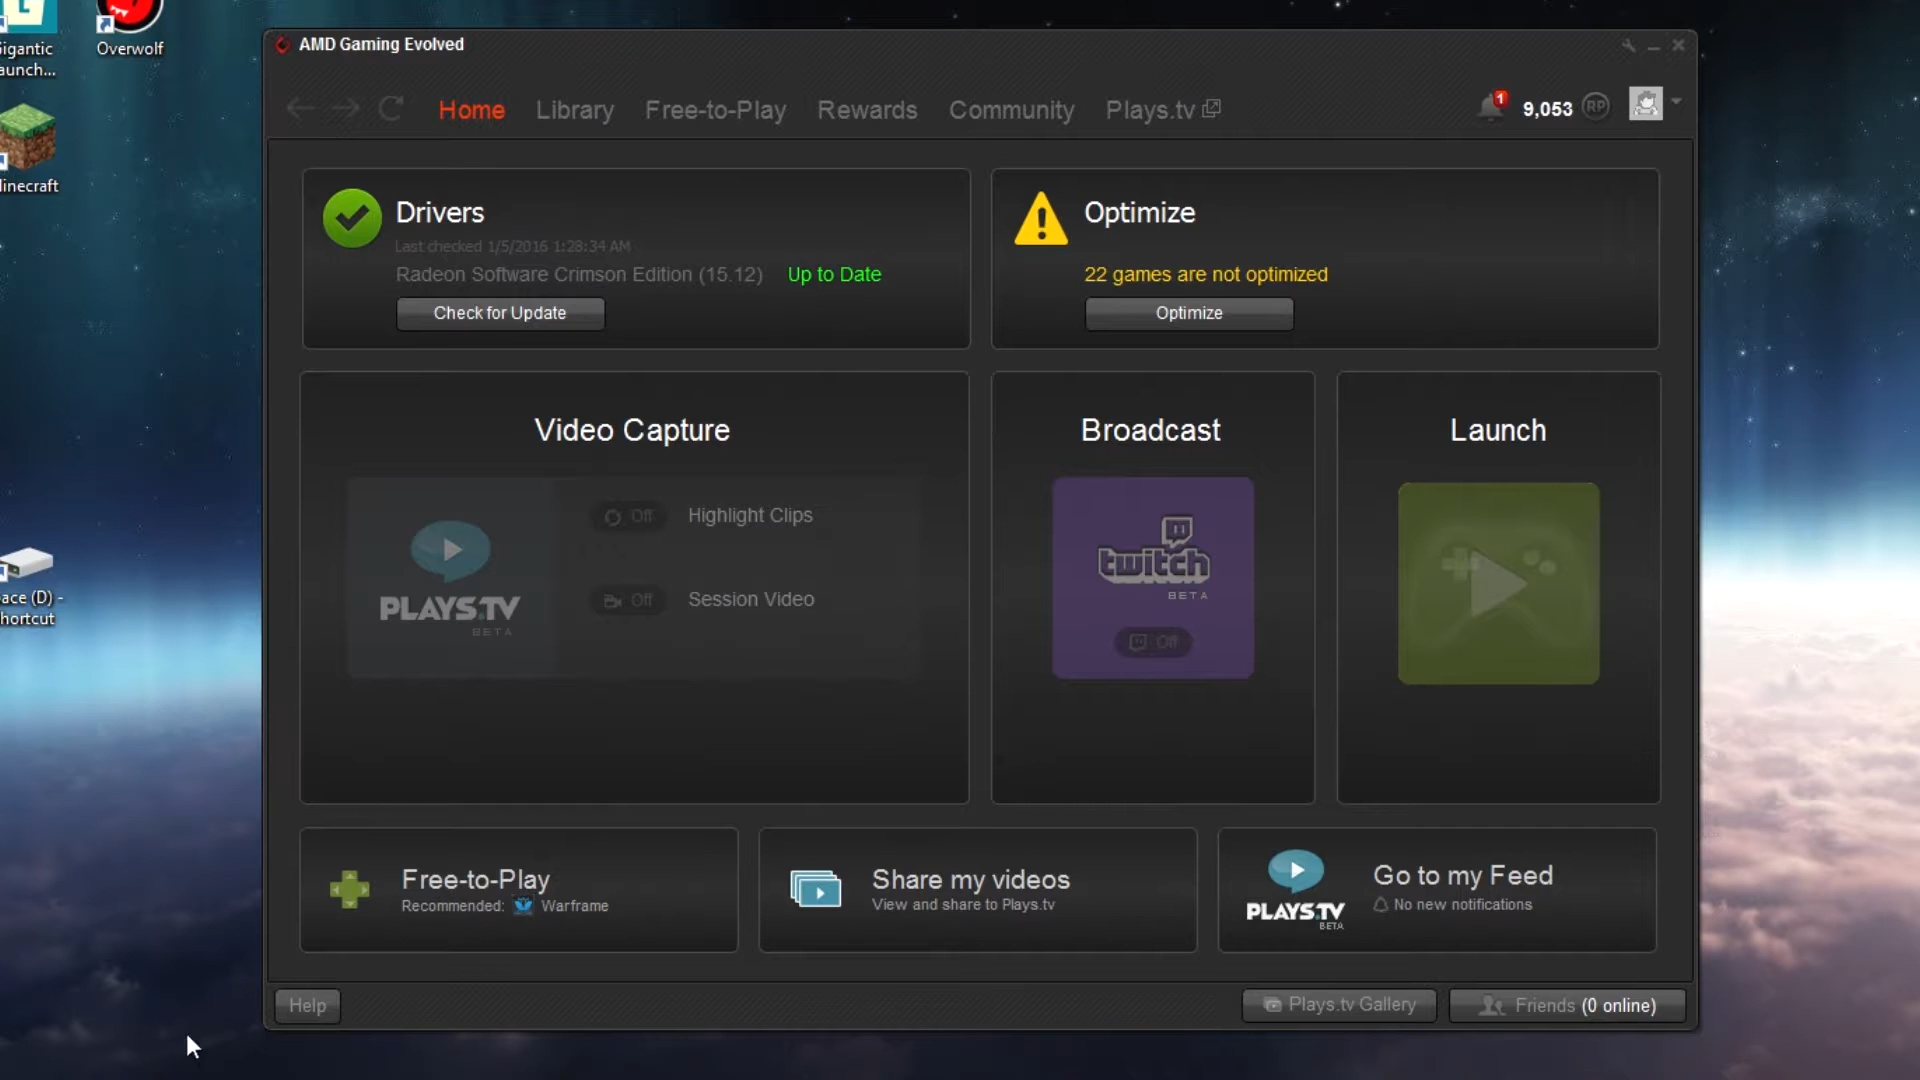 Overwolf
AMD Gaming Evolved
Home
Library
Free-to-Play
Rewards
Community
Plays.tv
1
9,053
RP
Drivers
Last checked 1/5/2016 1:28:34 AM
Radeon Software Crimson Edition (15.12)
Up to Date
Check for Update
Optimize
22 games are not optimized
Optimize
Video Capture
PLAYS.TV
BETA
Off
Highlight Clips
Off
Session Video
Broadcast
twitch
BETA
Off
Launch
Free-to-Play
Recommended: Warframe
Share my videos
View and share to Plays.tv
PLAYS.TV
BETA
Go to my Feed
No new notifications
Help
Plays.tv Gallery
Friends (0 online)
igantic
aunch...
inecraft
ace (D) -
hortcut